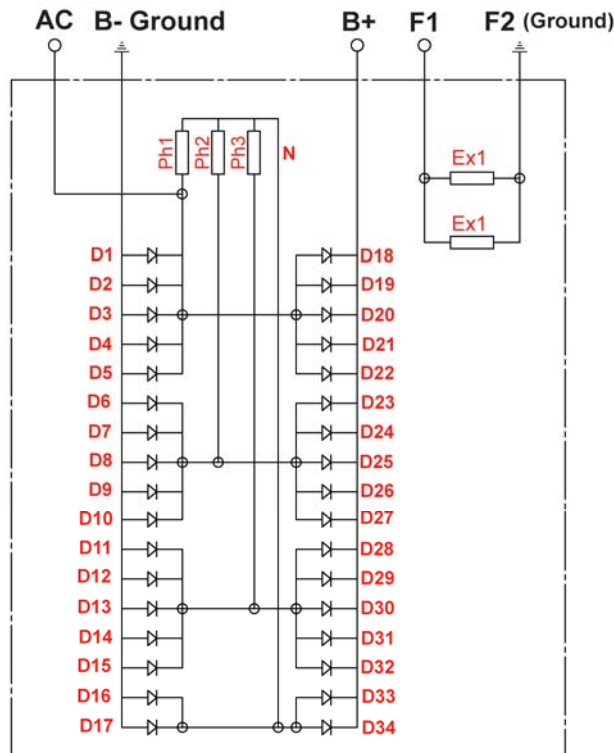 AC B- Ground B+ F1 F2 (Ground)
Ph1 Ph2 Ph3 N
Ex1
Ex1
D1 D18
D2 D19
D3 D20
D4 D21
D5 D22
D6 D23
D7 D24
D8 D25
D9 D26
D10 D27
D11 D28
D12 D29
D13 D30
D14 D31
D15 D32
D16 D33
D17 D34